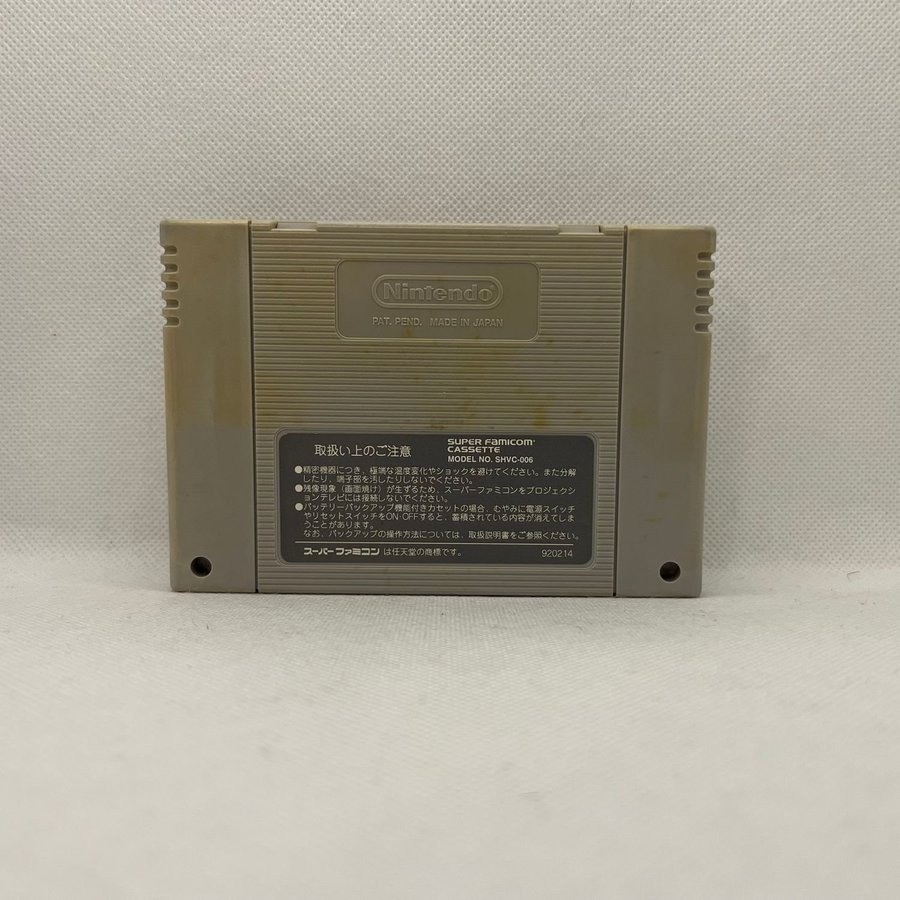 Nintendo
PAT. PEND. MADE IN JAPAN
取扱い上のご注意
SUPER FAMICOM
CASSETTE
MODEL NO. SHVC-006
●精密機器につき、極端な温度変化やショックを避けてください。また分解
したり、端子部を汚したりしないでください。
●残像現象（画面焼け）が生ずるため、スーパーファミコンをプロジェクシ
ョンテレビには接続しないでください。
●バッテリーバックアップ機能付きカセットの場合、むやみに電源スイッチ
やリセットスイッチをON・OFFすると、蓄積されている内容が消えてしま
うことがあります。
なお、バックアップの操作方法については、取扱説明書をご参照ください。
スーパーファミコン は任天堂の商標です。 920214